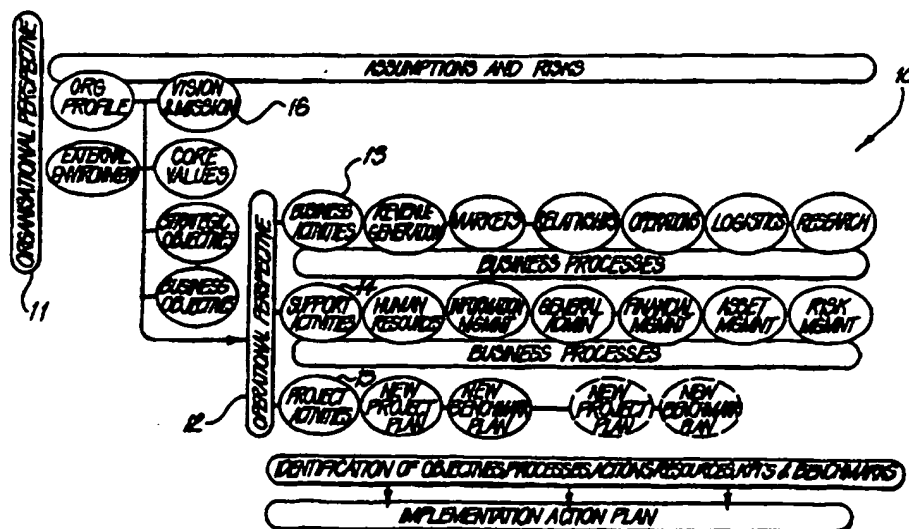 ORGANISATIONAL PERSPECTIVE
ASSUMPTIONS AND RISKS
10
ORG
PROFILE
VISION
& MISSION
16
EXTERNAL
ENVIRONMENT
CORE
VALUES
STRATEGIC
OBJECTIVES
BUSINESS
OBJECTIVES
11
OPERATIONAL PERSPECTIVE
12
13
BUSINESS
ACTIVITIES
REVENUE
GENERATION
MARKETS
RELATIONSHIPS
OPERATIONS
LOGISTICS
RESEARCH
BUSINESS PROCESSES
14
SUPPORT
ACTIVITIES
HUMAN
RESOURCES
INFORMATION
MGMNT
GENERAL
ADMIN
FINANCIAL
MGMNT
ASSET
MGMNT
RISK
MGMNT
BUSINESS PROCESSES
15
PROJECT
ACTIVITIES
NEW
PROJECT
PLAN
NEW
BENCHMARK
PLAN
NEW
PROJECT
PLAN
NEW
BENCHMARK
PLAN
IDENTIFICATION OF OBJECTIVES, PROCESSES, ACTIONS, RESOURCES, KPI'S & BENCHMARKS
IMPLEMENTATION ACTION PLAN